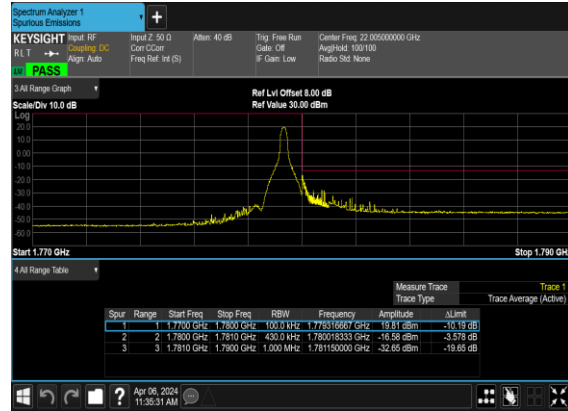 Spectrum Analyzer 1
Spurious Emissions
+
KEYSIGHT
RLT
LXI PASS
Input: RF
Coupling: DC
Align: Auto
Input Z: 50 Ω
Corr CCorr
Freq Ref: Int (S)
Atten: 40 dB
Trig: Free Run
Gate: Off
IF Gain: Low
Center Freq: 22.005000000 GHz
Avg|Hold: 100/100
Radio Std: None
3 All Range Graph
Ref Lvl Offset 8.00 dB
Scale/Div 10.0 dB Ref Value 30.00 dBm
Log
20.0
10.0
0.00
-10.0
-20.0
-30.0
-40.0
-50.0
-60.0
Start 1.770 GHz Stop 1.790 GH
4 All Range Table
Measure Trace Trace 1
Trace Type Trace Average (Active)
Spur Range Start Freq Stop Freq RBW Frequency Amplitude ΔLimit
1 1 1.7700 GHz 1.7800 GHz 100.0 kHz 1.779316667 GHz 19.81 dBm -10.19 dB
2 2 1.7800 GHz 1.7810 GHz 430.0 kHz 1.780018333 GHz -16.58 dBm -3.578 dB
3 3 1.7810 GHz 1.7900 GHz 1.000 MHz 1.781150000 GHz -32.65 dBm -19.65 dB
?
Apr 06, 2024
11:35:31 AM